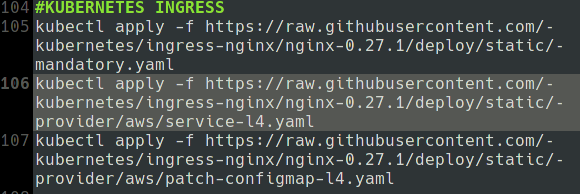 104 #KUBERNETES INGRESS
105 kubectl apply -f https://raw.githubusercontent.com/-
kubernetes/ingress-nginx/nginx-0.27.1/deploy/static/-
mandatory.yaml
106 kubectl apply -f https://raw.githubusercontent.com/-
kubernetes/ingress-nginx/nginx-0.27.1/deploy/static/-
provider/aws/service-l4.yaml
107 kubectl apply -f https://raw.githubusercontent.com/-
kubernetes/ingress-nginx/nginx-0.27.1/deploy/static/-
provider/aws/patch-configmap-l4.yaml